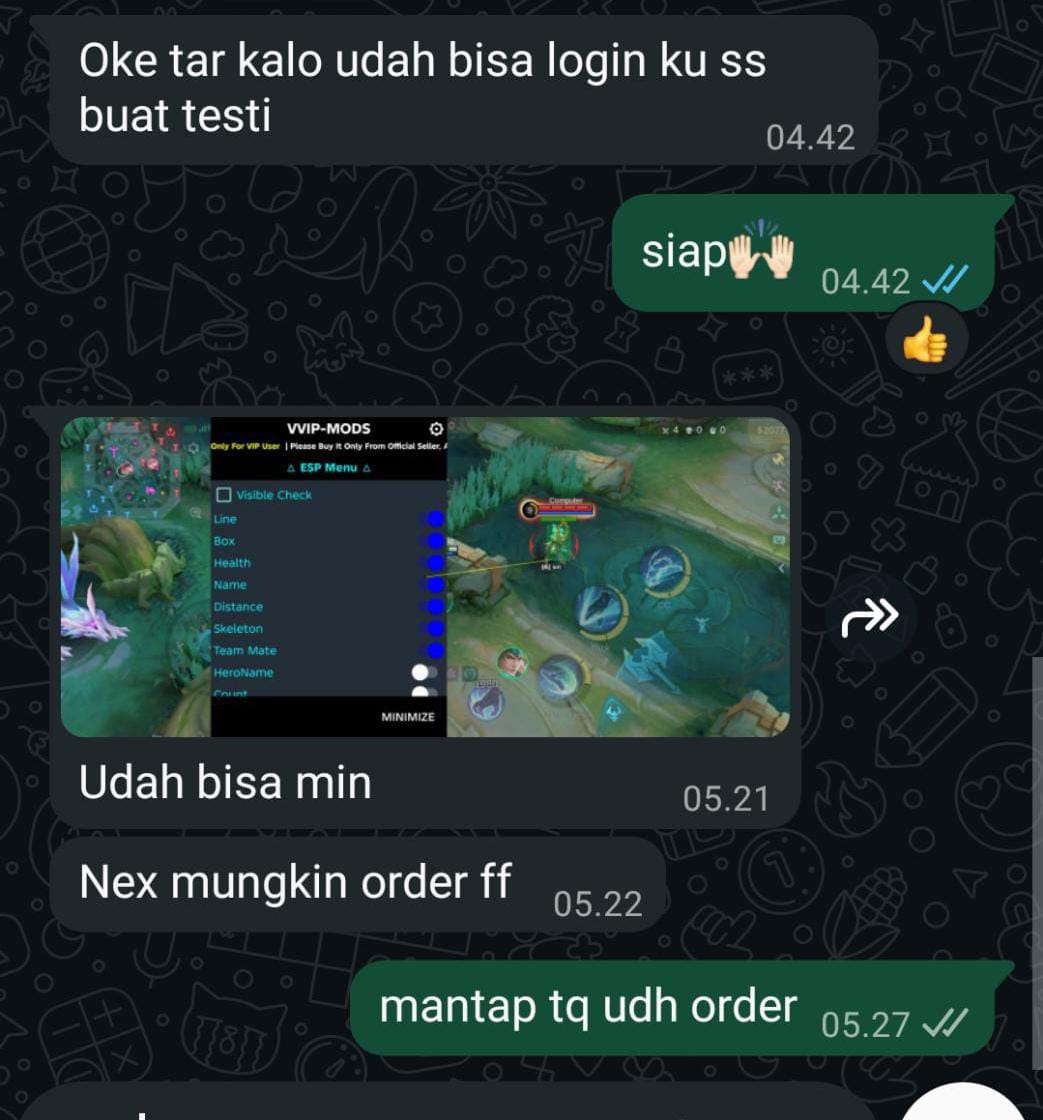 Oke tar kalo udah bisa login ku ss
buat testi
04.42
siap🙌🏻
04.42
👍
VVIP-MODS
Only For VIP User | Please Buy It Only From Official Seller,
△ ESP Menu △
Visible Check
Line
Box
Health
Name
Distance
Skeleton
Team Mate
HeroName
Count
MINIMIZE
4 0 0
Computer
Udah bisa min
05.21
Nex mungkin order ff
05.22
mantap tq udh order
05.27